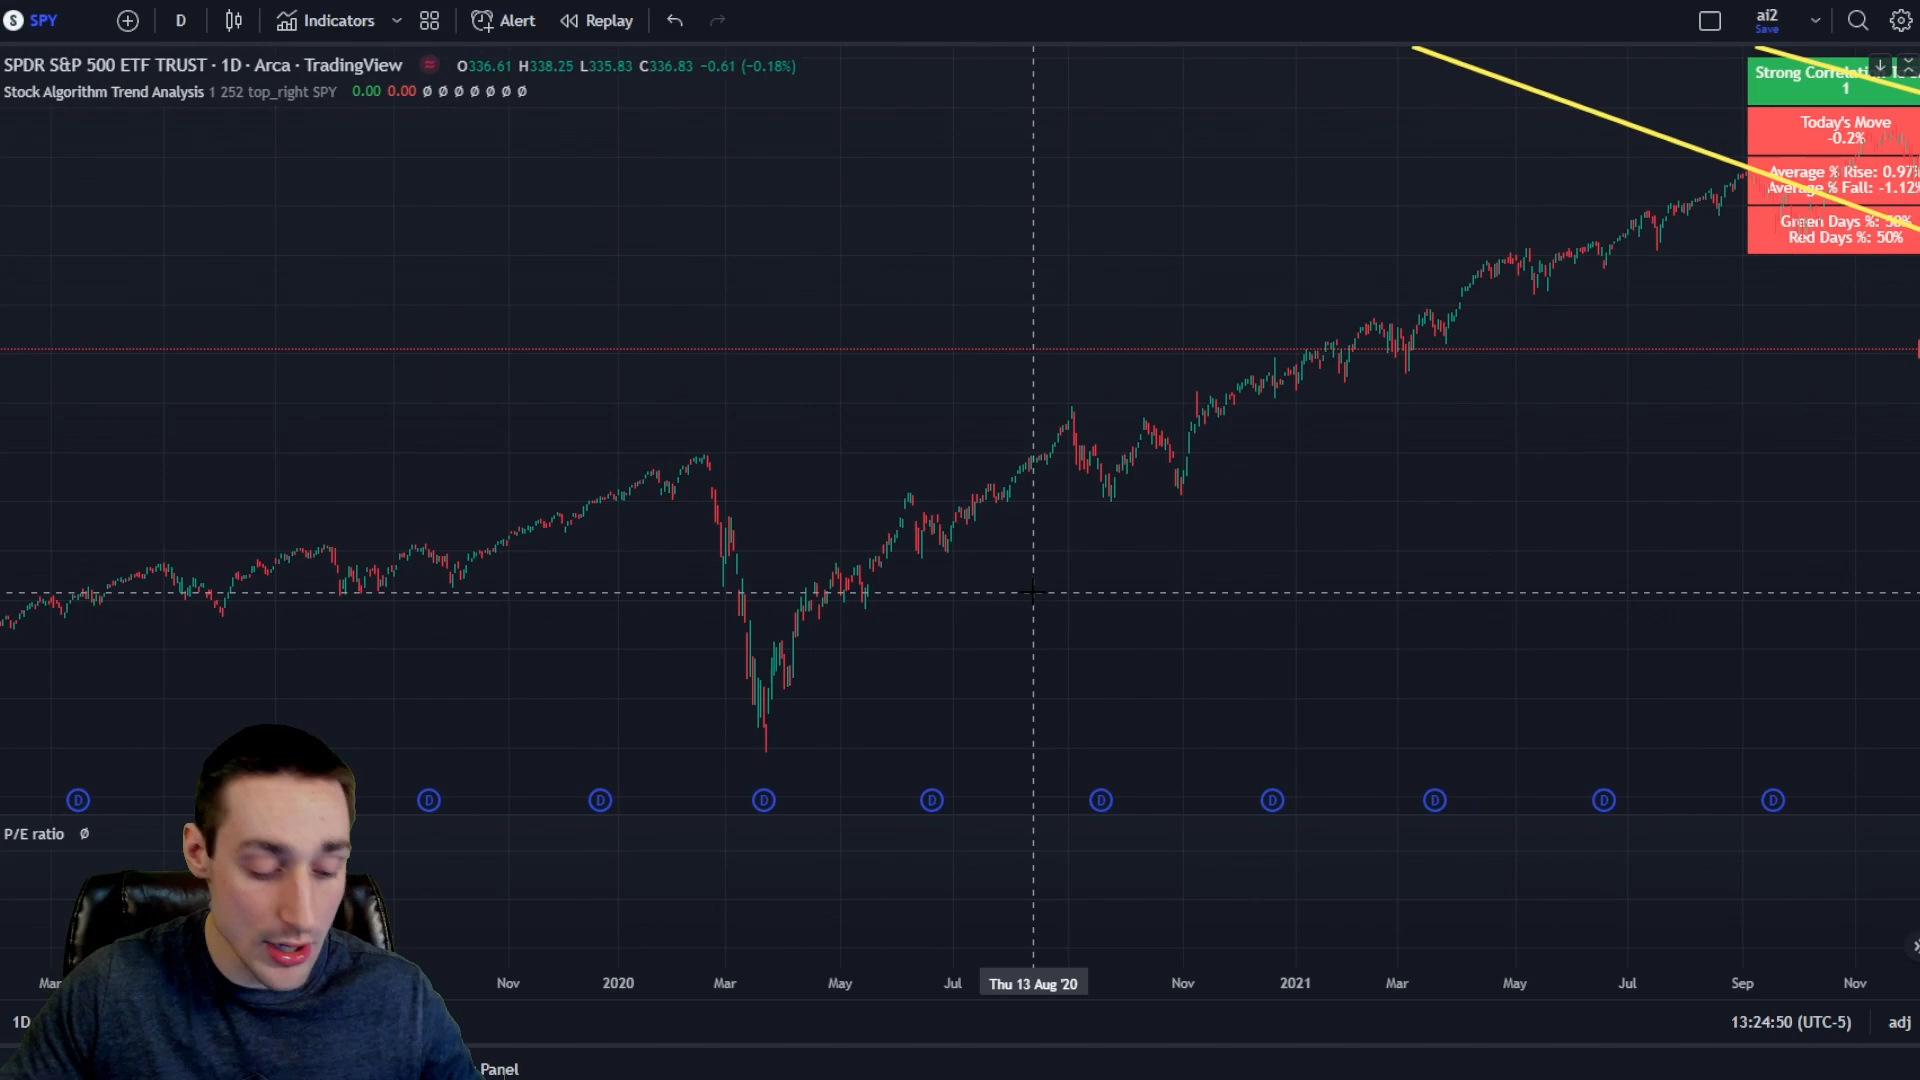 S SPY D Indicators Alert Replay ai2
Save
SPDR S&P 500 ETF TRUST · 1D · Arca · TradingView O336.61 H338.25 L335.83 C336.83 −0.61 (−0.18%)
Stock Algorithm Trend Analysis 1 252 top_right SPY 0.00 0.00 Ø Ø Ø Ø Ø Ø Ø
Strong
1
Today's Move
-0.2%
Average % Rise: 0.97%
Average % Fall: -1.12%
Green Days %: 50%
Red Days %: 50%
D D D D D D D D D D
P/E ratio Ø
Mar Nov 2020 Mar May Jul Thu 13 Aug '20 Nov 2021 Mar May Jul Sep Nov
1D 13:24:50 (UTC-5) adj
Panel